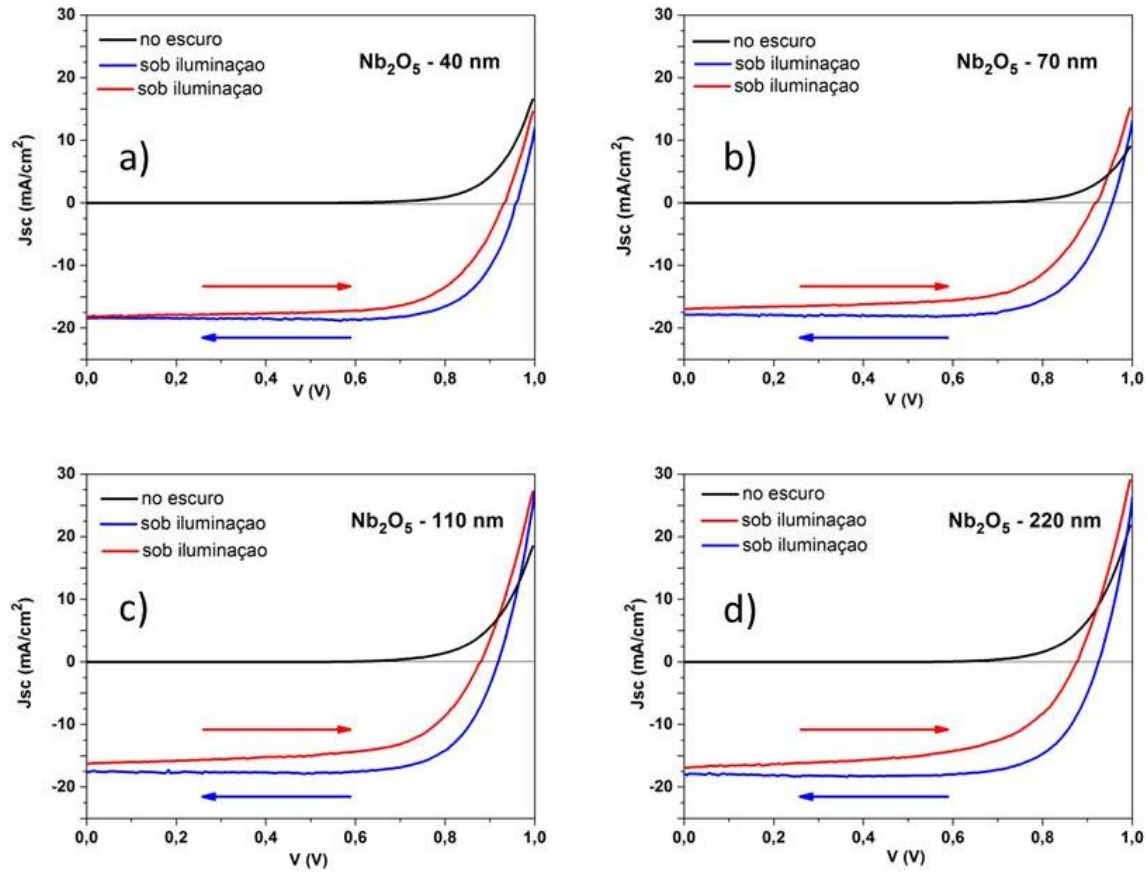 no escuro
sob iluminaçao
sob iluminaçao
Nb₂O₅ - 40 nm
a)
Jsc (mA/cm²)
30
20
10
0
-10
-20
0,0 0,2 0,4 0,6 0,8 1,0
V (V)
no escuro
sob iluminaçao
sob iluminaçao
Nb₂O₅ - 70 nm
b)
Jsc (mA/cm²)
30
20
10
0
-10
-20
0,0 0,2 0,4 0,6 0,8 1,0
V (V)
no escuro
sob iluminaçao
sob iluminaçao
Nb₂O₅ - 110 nm
c)
Jsc (mA/cm²)
30
20
10
0
-10
-20
0,0 0,2 0,4 0,6 0,8 1,0
V (V)
no escuro
sob iluminaçao
sob iluminaçao
Nb₂O₅ - 220 nm
d)
Jsc (mA/cm²)
30
20
10
0
-10
-20
0,0 0,2 0,4 0,6 0,8 1,0
V (V)